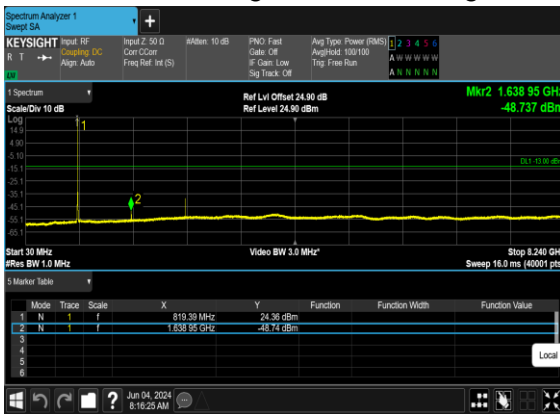 Spectrum Analyzer 1
Swept SA
KEYSIGHT Input: RF Input Z: 50 Ω #Atten: 10 dB PNO: Fast Avg Type: Power (RMS) 1 2 3 4 5 6
R T Coupling: DC Corr CCorr Gate: Off Avg|Hold: 100/100 A W W W W W
Align: Auto Freq Ref: Int (S) IF Gain: Low Trig: Free Run
LV Sig Track: Off A N N N N N
1 Spectrum Ref Lvl Offset 24.90 dB Mkr2 1.638 95 GHz
Scale/Div 10 dB Ref Level 24.90 dBm -48.737 dBm
Log
14.9
4.90
-5.10
DL1 -13.00 dBm
-15.1
-25.1
-35.1
-45.1
-55.1
-65.1
1
2
Start 30 MHz Video BW 3.0 MHz* Stop 8.240 GH
#Res BW 1.0 MHz Sweep 16.0 ms (40001 pts
5 Marker Table
Mode Trace Scale X Y Function Function Width Function Value
1 N 1 f 819.39 MHz 24.36 dBm
2 N 1 f 1.638 95 GHz -48.74 dBm
3
4
5
6
Local
? Jun 04, 2024
8:16:25 AM